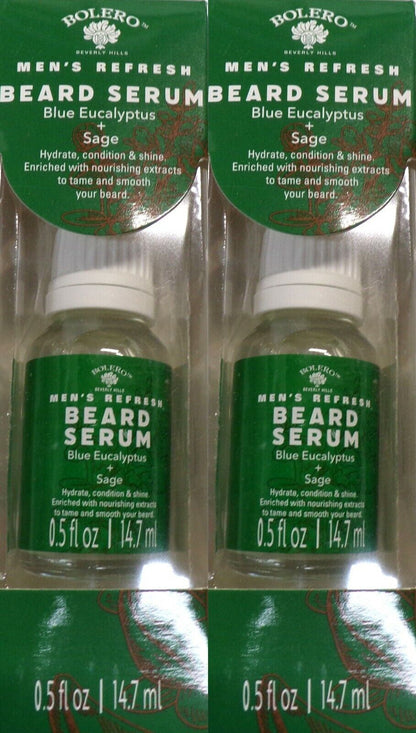 BOLERO™
BEVERLY HILLS
MEN'S REFRESH
BEARD SERUM
Blue Eucalyptus
+
Sage
Hydrate, condition & shine.
Enriched with nourishing extracts
to tame and smooth
your beard.
BOLERO™
BEVERLY HILLS
MEN'S REFRESH
BEARD
SERUM
Blue Eucalyptus
+
Sage
Hydrate, condition & shine.
Enriched with nourishing extracts
to tame and smooth your beard.
0.5 fl oz | 14.7 ml
0.5 fl oz | 14.7 ml
BOLERO™
BEVERLY HILLS
MEN'S REFRESH
BEARD SERUM
Blue Eucalyptus
+
Sage
Hydrate, condition & shine.
Enriched with nourishing extracts
to tame and smooth
your beard.
BOLERO™
BEVERLY HILLS
MEN'S REFRESH
BEARD
SERUM
Blue Eucalyptus
+
Sage
Hydrate, condition & shine.
Enriched with nourishing extracts
to tame and smooth your beard.
0.5 fl oz | 14.7 ml
0.5 fl oz | 14.7 ml